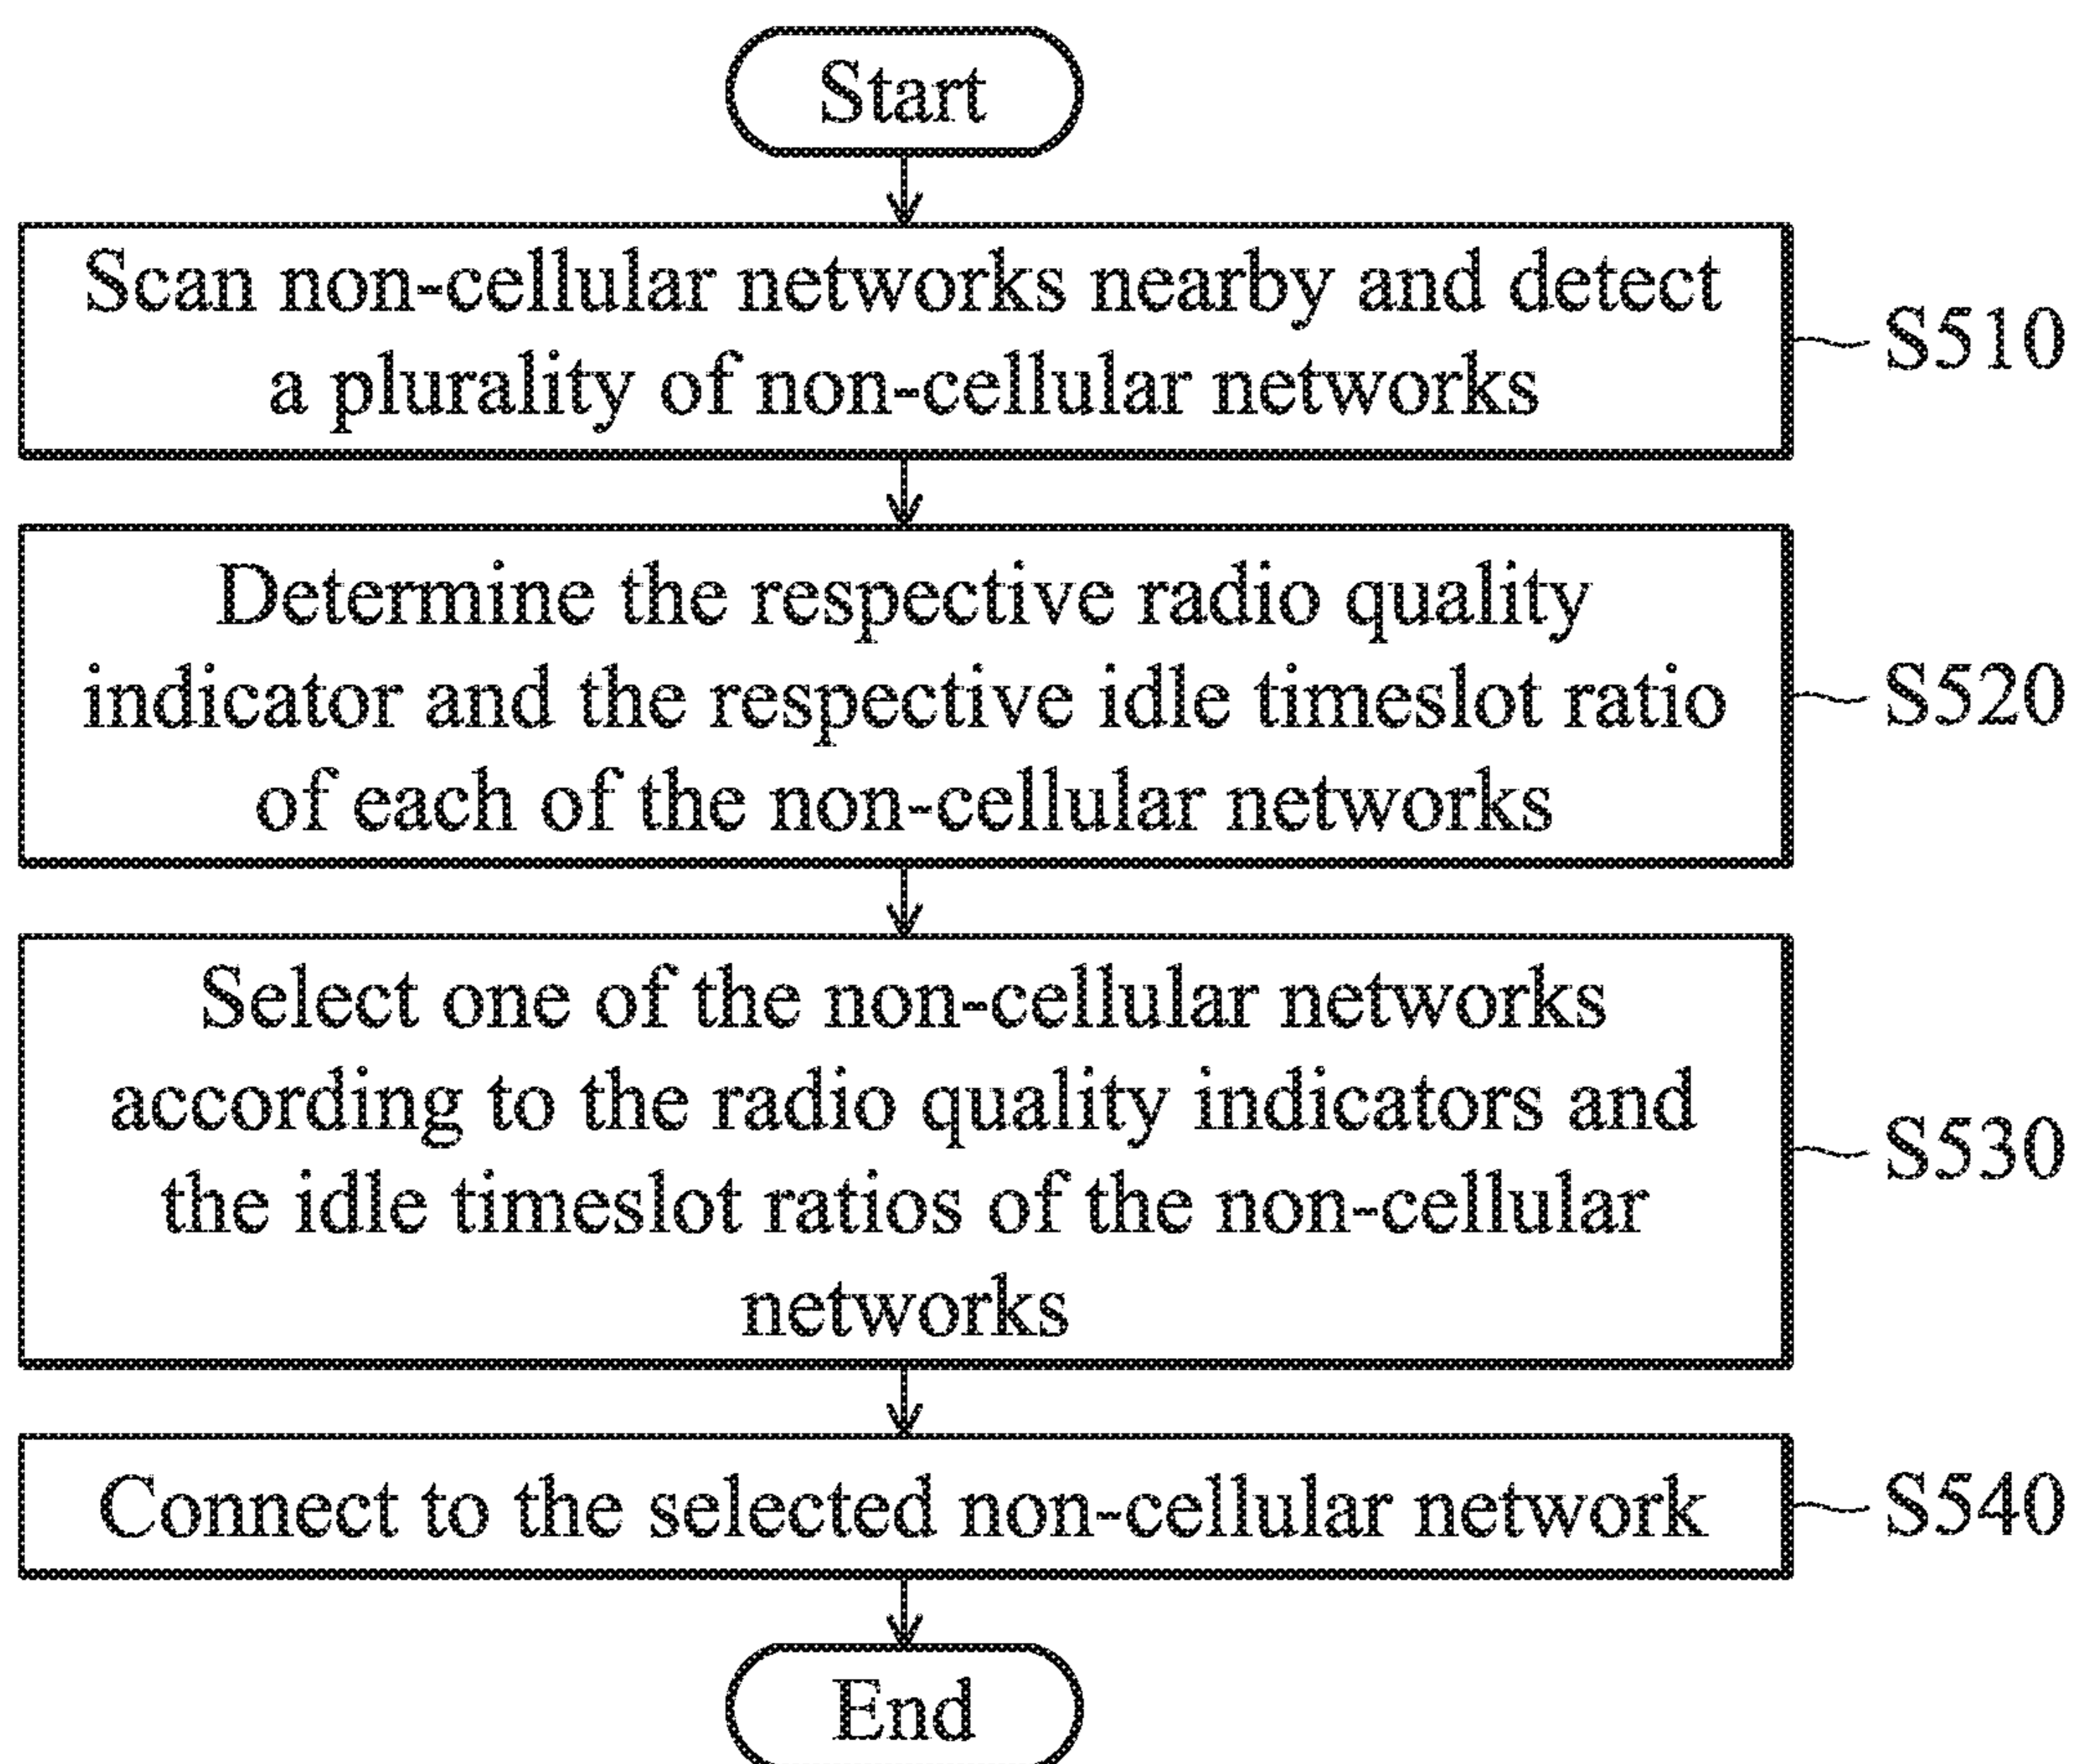 Start
Scan non-cellular networks nearby and detect
a plurality of non-cellular networks
S510
Determine the respective radio quality
indicator and the respective idle timeslot ratio
of each of the non-cellular networks
S520
Select one of the non-cellular networks
according to the radio quality indicators and
the idle timeslot ratios of the non-cellular
networks
S530
Connect to the selected non-cellular network
S540
End